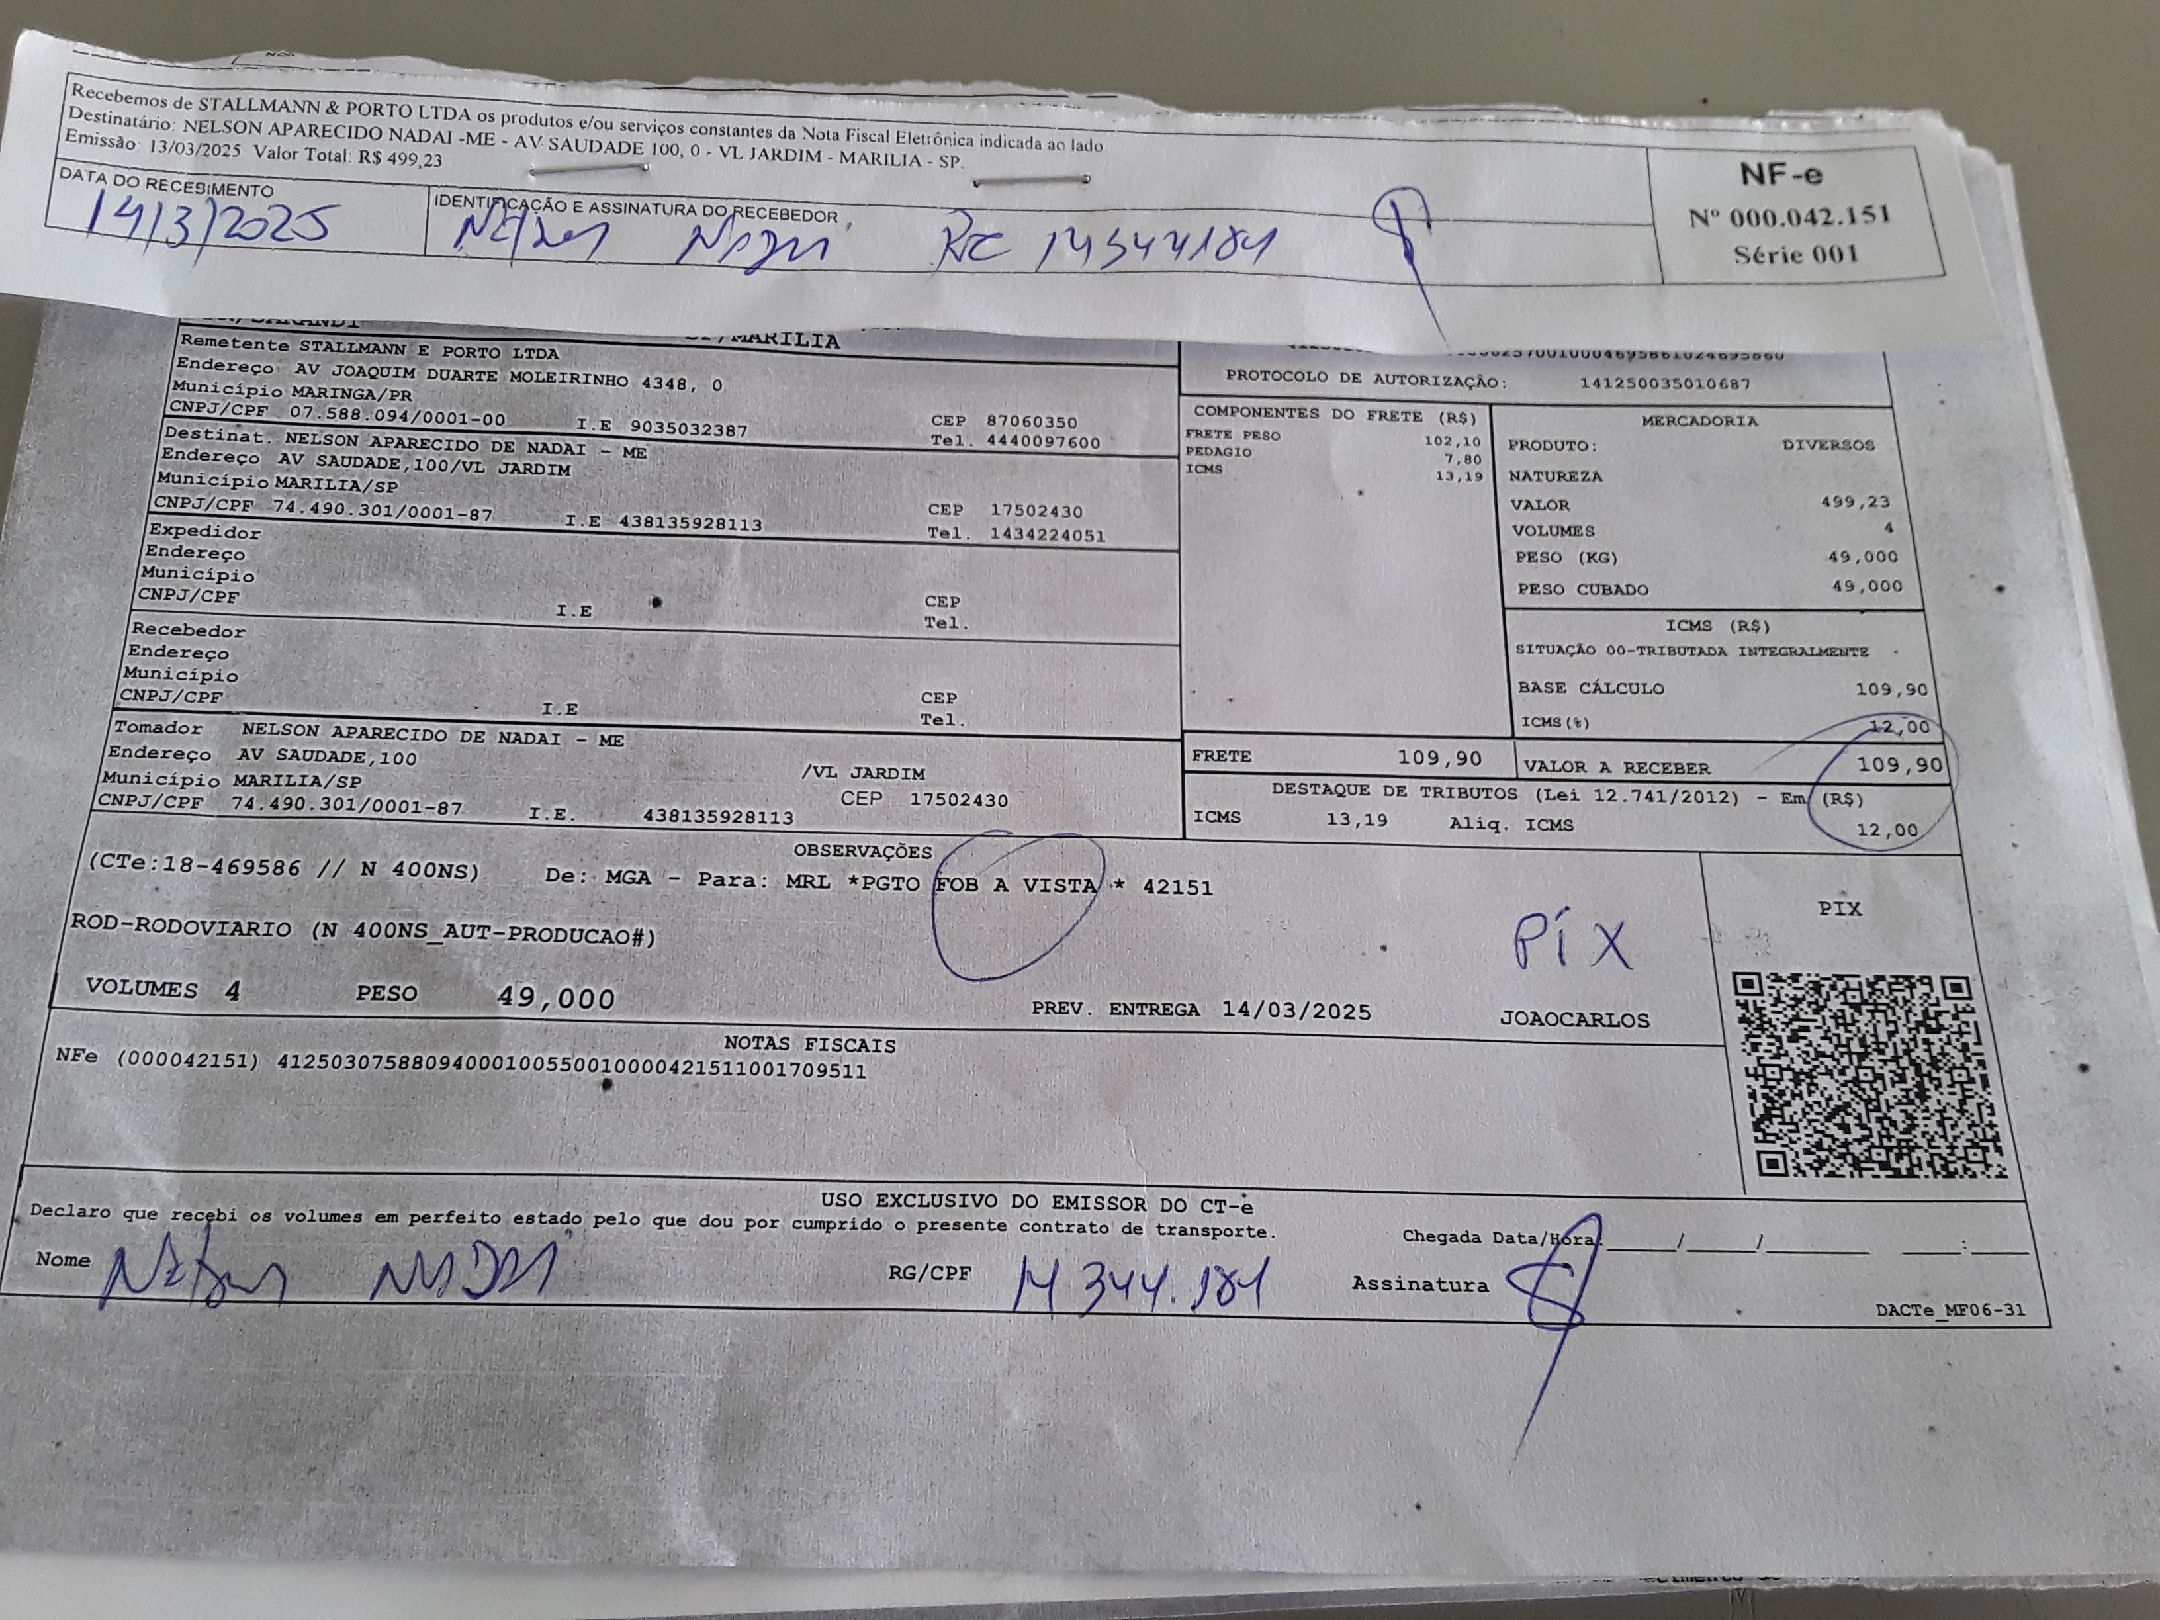 Recebemos de STALLMANN & PORTO LTDA os produtos e/ou serviços constantes da Nota Fiscal Eletrônica indicada ao lado
Destinatário: NELSON APARECIDO NADAI -ME - AV SAUDADE 100, 0 - VL JARDIM - MARILIA - SP.
Emissão: 13/03/2025 Valor Total: R$ 499,23
NF-e
Nº 000.042.151
Série 001
DATA DO RECEBIMENTO
14/3/2025
IDENTIFICAÇÃO E ASSINATURA DO RECEBEDOR
Nelson Nadai
/MARILIA
Remetente STALLMANN E PORTO LTDA
Endereço AV JOAQUIM DUARTE MOLEIRINHO 4348, 0
Município MARINGA/PR
CNPJ/CPF 07.588.094/0001-00 I.E 9035032387 CEP 87060350
Tel. 4440097600
Destinat. NELSON APARECIDO DE NADAI - ME
Endereço AV SAUDADE,100/VL JARDIM
Município MARILIA/SP
CNPJ/CPF 74.490.301/0001-87 I.E 438135928113 CEP 17502430
Tel. 1434224051
Expedidor
Endereço
Município
CNPJ/CPF I.E CEP
Tel.
Recebedor
Endereço
Município
CNPJ/CPF I.E CEP
Tel.
Tomador NELSON APARECIDO DE NADAI - ME
Endereço AV SAUDADE,100 /VL JARDIM
Município MARILIA/SP CEP 17502430
CNPJ/CPF 74.490.301/0001-87 I.E. 438135928113
PROTOCOLO DE AUTORIZAÇÃO: 141250035010687
COMPONENTES DO FRETE (R$)
FRETE PESO 102,10
PEDAGIO 7,80
ICMS 13,19
MERCADORIA
PRODUTO: DIVERSOS
NATUREZA
VALOR 499,23
VOLUMES 4
PESO (KG) 49,000
PESO CUBADO 49,000
ICMS (R$)
SITUAÇÃO 00-TRIBUTADA INTEGRALMENTE
BASE CÁLCULO 109,90
ICMS(%) 12,00
FRETE 109,90 VALOR A RECEBER 109,90
DESTAQUE DE TRIBUTOS (Lei 12.741/2012) - Em (R$)
ICMS 13,19 Aliq. ICMS 12,00
OBSERVAÇÕES
(CTe:18-469586 // N 400NS) De: MGA - Para: MRL *PGTO FOB A VISTA * 42151
ROD-RODOVIARIO (N 400NS_AUT-PRODUCAO#)
PIX
VOLUMES 4 PESO 49,000 PREV. ENTREGA 14/03/2025 JOAOCARLOS
PIX
NOTAS FISCAIS
NFe (000042151) 41250307588094000100550010000421511001709511
USO EXCLUSIVO DO EMISSOR DO CT-e
Declaro que recebi os volumes em perfeito estado pelo que dou por cumprido o presente contrato de transporte.
Chegada Data/Hora: ____/____/______ ___:___
Nome Nelson Nadai RG/CPF 14 344.184 Assinatura
DACTe_MF06-31